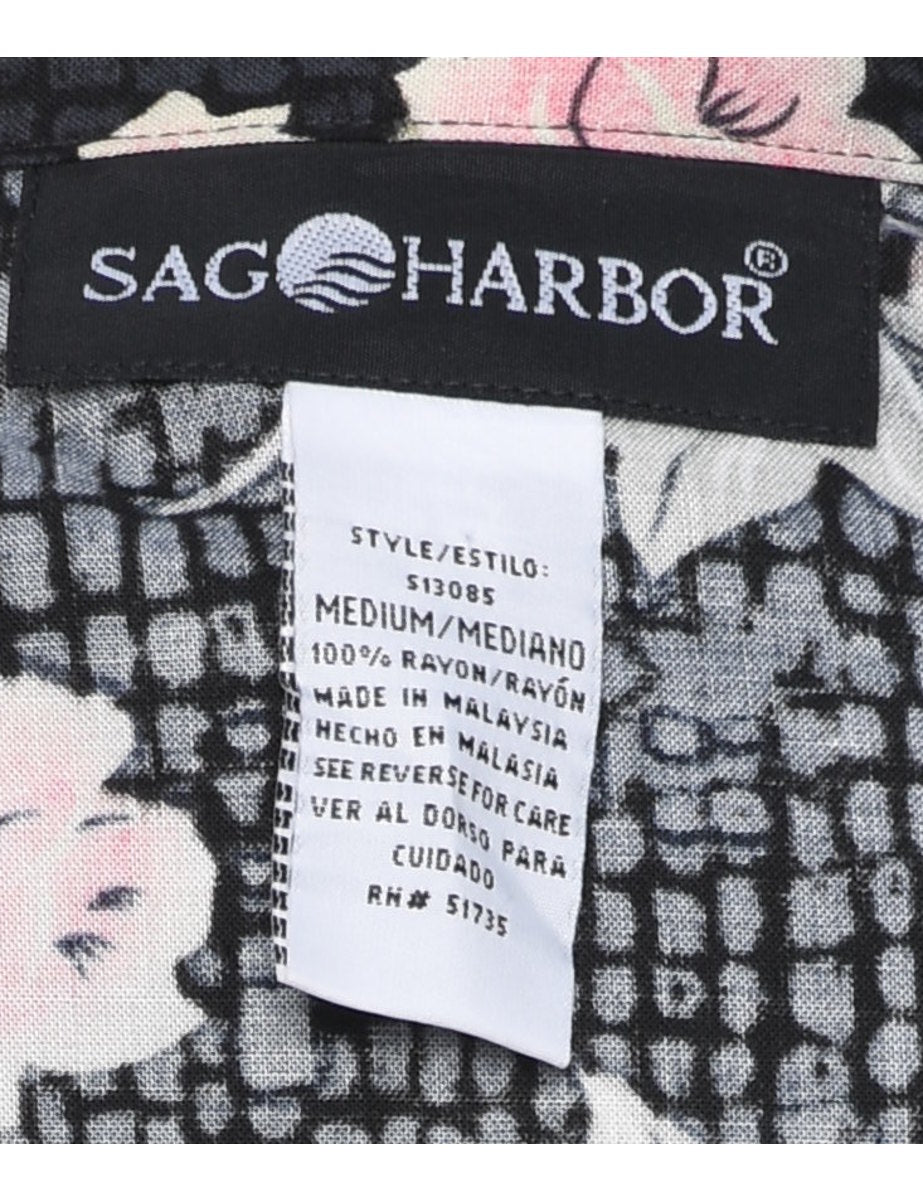 SAG HARBOR®
STYLE/ESTILO:
S13085
MEDIUM/MEDIANO
100% RAYON/RAYÓN
MADE IN MALAYSIA
HECHO EN MALASIA
SEE REVERSE FOR CARE
VER AL DORSO PARA
CUIDADO
RN# 51735